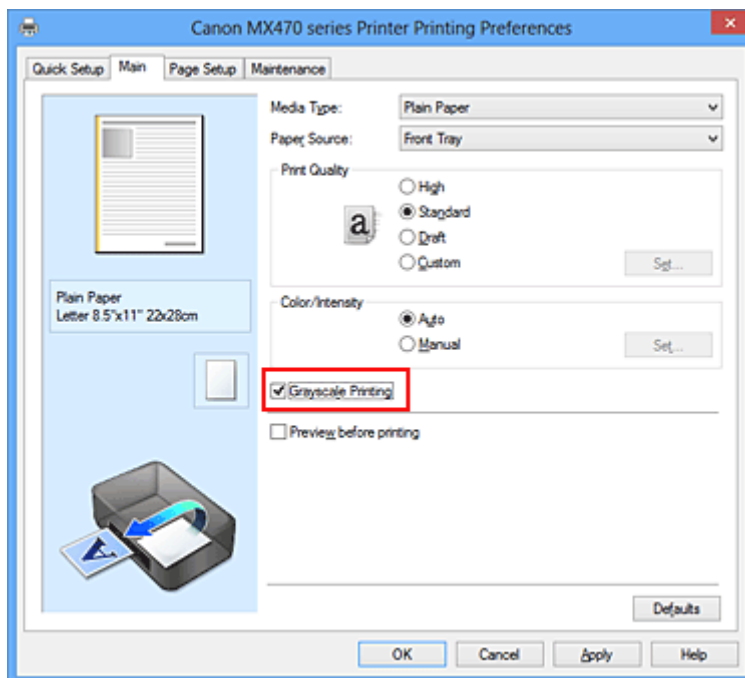 Canon MX470 series Printer Printing Preferences
Quick Setup Main Page Setup Maintenance
Media Type: Plain Paper
Paper Source: Front Tray
Print Quality
High
a Standard
Draft
Custom Set...
Plain Paper
Letter 8.5"x11" 22x28cm
Color/Intensity
Auto
Manual Set...
Grayscale Printing
Preview before printing
A
Defaults
OK Cancel Apply Help